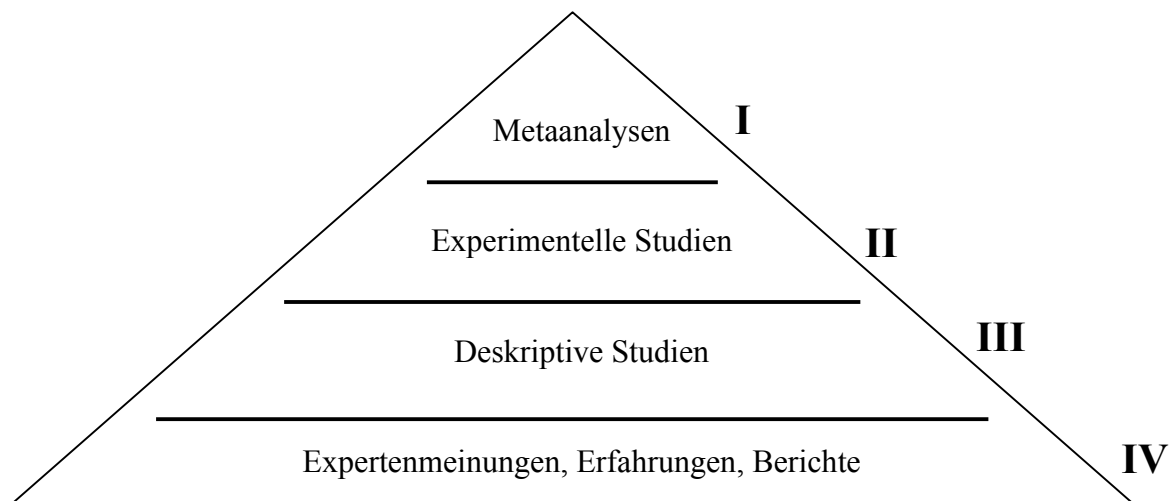 I
Metaanalysen
II
Experimentelle Studien
III
Deskriptive Studien
IV
Expertenmeinungen, Erfahrungen, Berichte